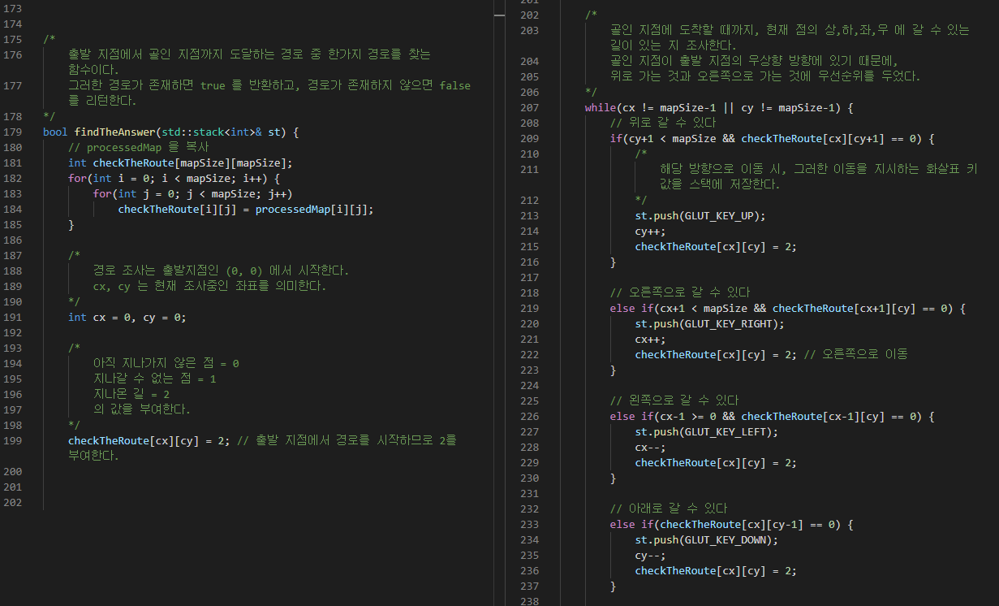 173
174
175 /*
176 출발 지점에서 골인 지점까지 도달하는 경로 중 한가지 경로를 찾는
함수이다.
177 그러한 경로가 존재하면 true 를 반환하고, 경로가 존재하지 않으면 false
를 리턴한다.
178 */
179 bool findTheAnswer(std::stack<int>& st) {
180 // processedMap 을 복사
181 int checkTheRoute[mapSize][mapSize];
182 for(int i = 0; i < mapSize; i++) {
183 for(int j = 0; j < mapSize; j++)
184 checkTheRoute[i][j] = processedMap[i][j];
185 }
186
187 /*
188 경로 조사는 출발지점인 (0, 0) 에서 시작한다.
189 cx, cy 는 현재 조사중인 좌표를 의미한다.
190 */
191 int cx = 0, cy = 0;
192
193 /*
194 아직 지나가지 않은 점 = 0
195 지나갈 수 없는 점 = 1
196 지나온 길 = 2
197 의 값을 부여한다.
198 */
199 checkTheRoute[cx][cy] = 2; // 출발 지점에서 경로를 시작하므로 2를
부여한다.
200
201
202
201
202 /*
203 골인 지점에 도착할 때까지, 현재 점의 상,하,좌,우 에 갈 수 있는
길이 있는 지 조사한다.
204 골인 지점이 출발 지점의 우상향 방향에 있기 때문에,
205 위로 가는 것과 오른쪽으로 가는 것에 우선순위를 두었다.
206 */
207 while(cx != mapSize-1 || cy != mapSize-1) {
208 // 위로 갈 수 있다
209 if(cy+1 < mapSize && checkTheRoute[cx][cy+1] == 0) {
210 /*
211 해당 방향으로 이동 시, 그러한 이동을 지시하는 화살표 키
값을 스택에 저장한다.
212 */
213 st.push(GLUT_KEY_UP);
214 cy++;
215 checkTheRoute[cx][cy] = 2;
216 }
217
218 // 오른쪽으로 갈 수 있다
219 else if(cx+1 < mapSize && checkTheRoute[cx+1][cy] == 0) {
220 st.push(GLUT_KEY_RIGHT);
221 cx++;
222 checkTheRoute[cx][cy] = 2; // 오른쪽으로 이동
223 }
224
225 // 왼쪽으로 갈 수 있다
226 else if(cx-1 >= 0 && checkTheRoute[cx-1][cy] == 0) {
227 st.push(GLUT_KEY_LEFT);
228 cx--;
229 checkTheRoute[cx][cy] = 2;
230 }
231
232 // 아래로 갈 수 있다
233 else if(checkTheRoute[cx][cy-1] == 0) {
234 st.push(GLUT_KEY_DOWN);
235 cy--;
236 checkTheRoute[cx][cy] = 2;
237 }
238